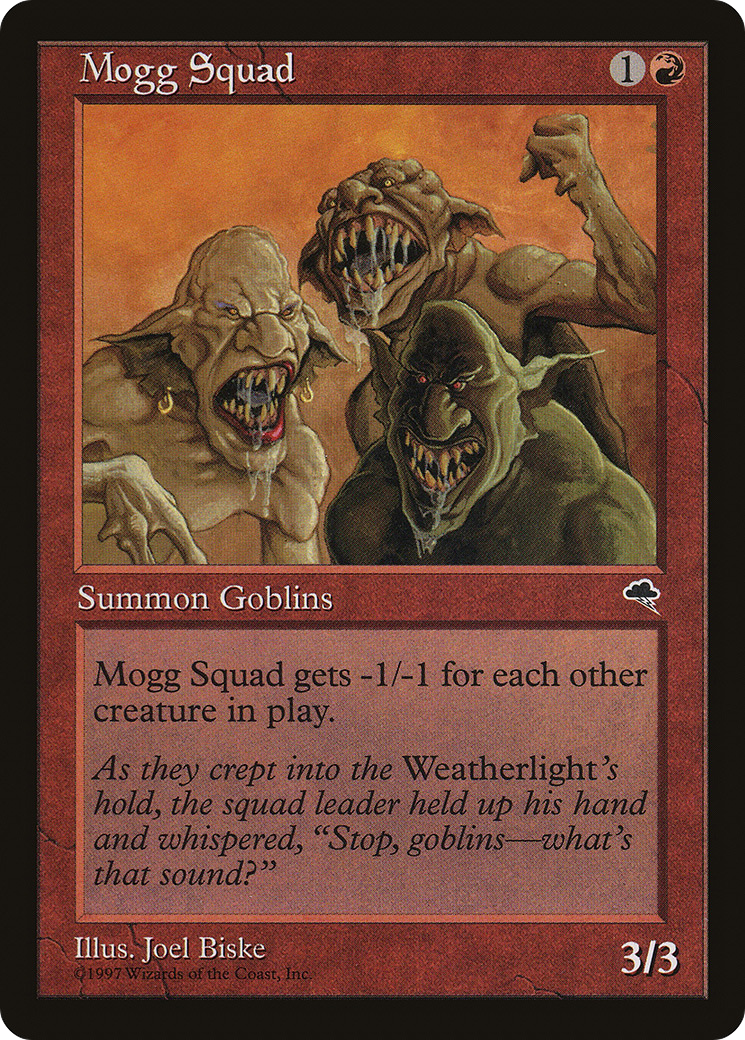 Mogg Squad
1
Summon Goblins
Mogg Squad gets -1/-1 for each other
creature in play.
As they crept into the Weatherlight’s
hold, the squad leader held up his hand
and whispered, “Stop, goblins—what’s
that sound?”
Illus. Joel Biske
©1997 Wizards of the Coast, Inc.
3/3